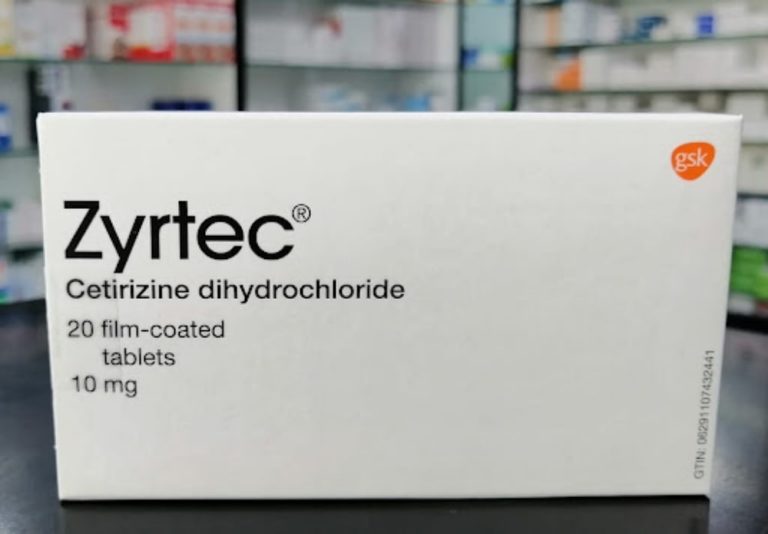 gsk
Zyrtec®
Cetirizine dihydrochloride
20 film-coated
tablets
10 mg
GTIN: 06291107432441